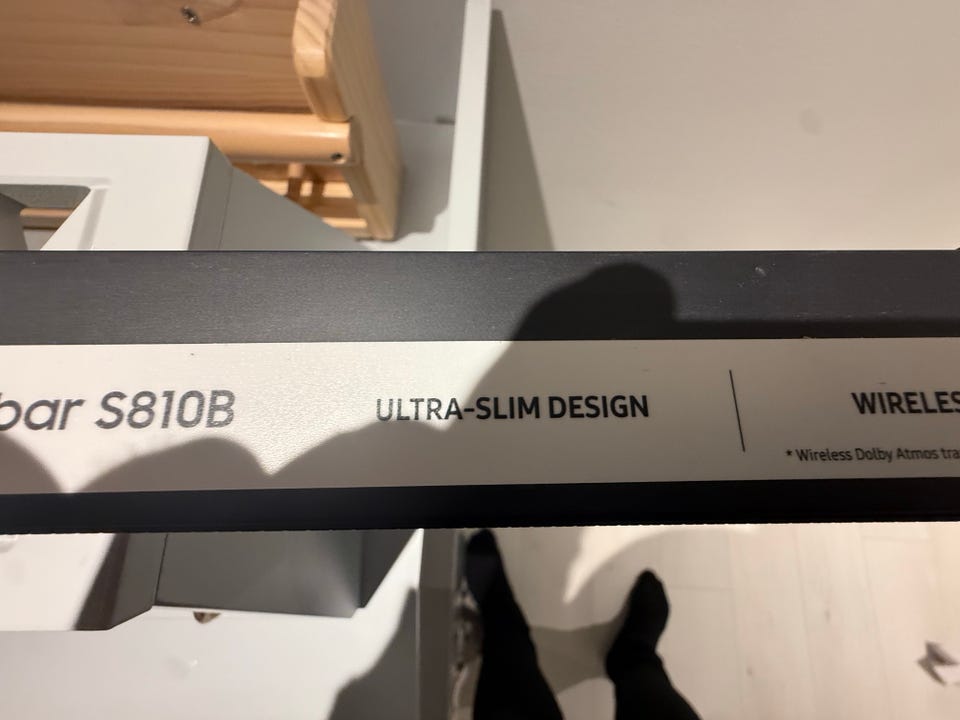 bar S810B
ULTRA-SLIM DESIGN
WIRELES
* Wireless Dolby Atmos tra